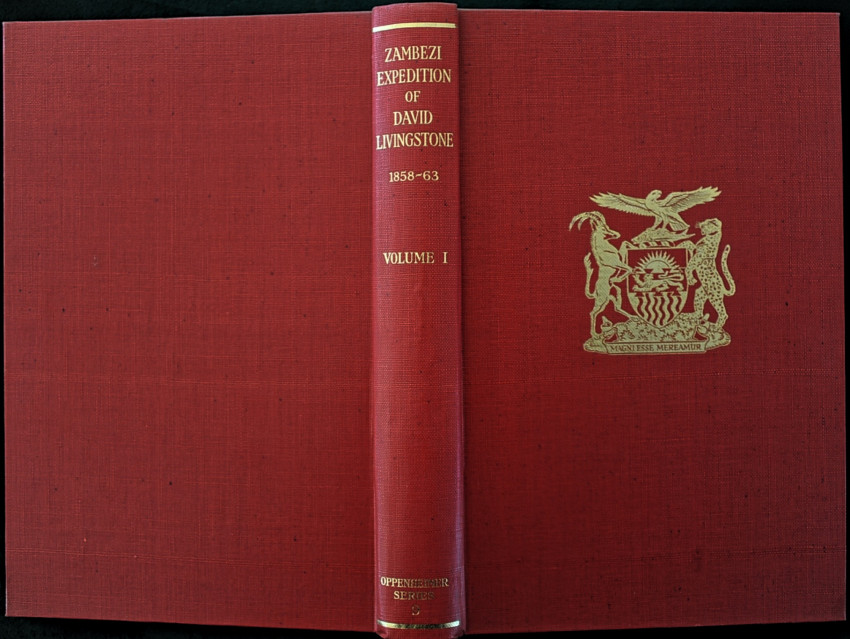 ZAMBEZI
EXPEDITION
OF
DAVID
LIVINGSTONE
1858-63
VOLUME I
OPPENHEIMER
SERIES
MAGNI ESSE MEREAMUR